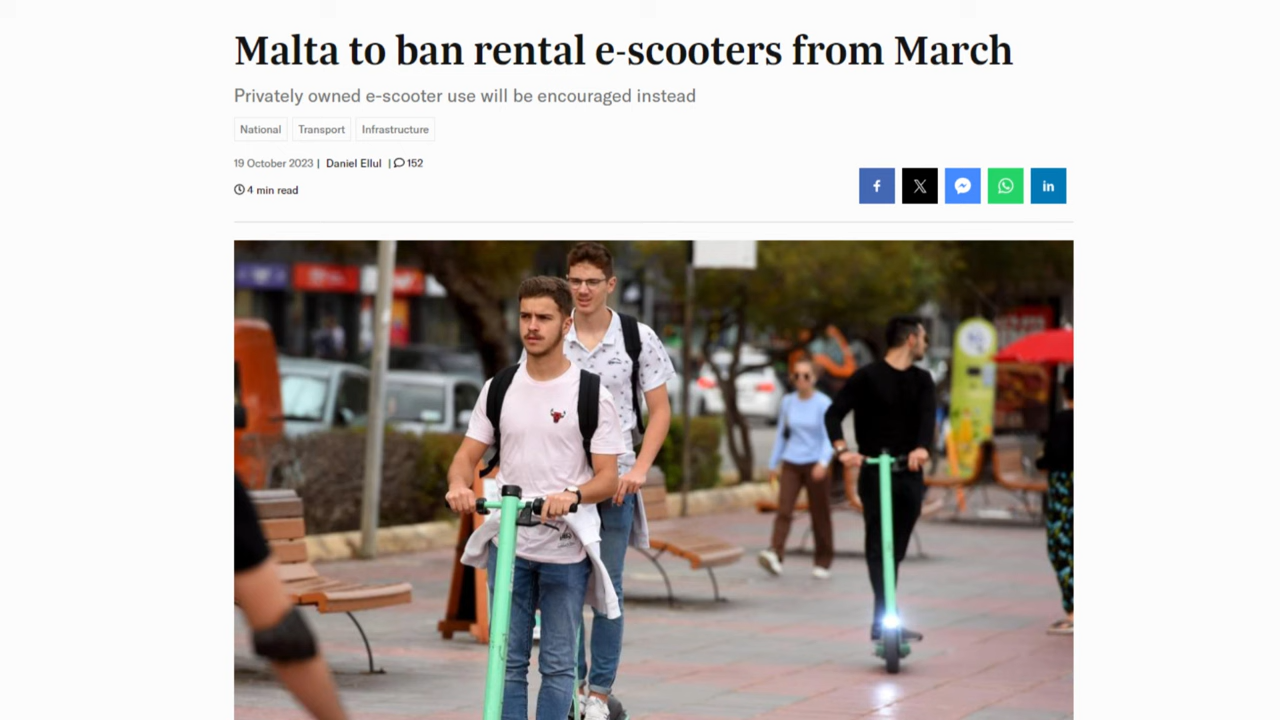 Malta to ban rental e-scooters from March
Privately owned e-scooter use will be encouraged instead
National Transport Infrastructure
19 October 2023 | Daniel Ellul | 152
4 min read